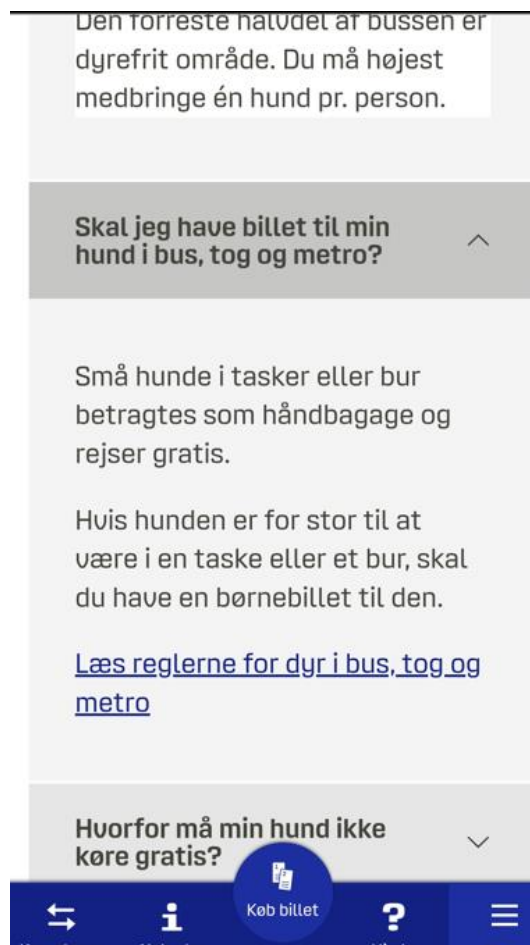 Den forreste halvdel af bussen er
dyrefrit område. Du må højest
medbringe én hund pr. person.
Skal jeg have billet til min
hund i bus, tog og metro?
Små hunde i tasker eller bur
betragtes som håndbagage og
rejser gratis.
Hvis hunden er for stor til at
være i en taske eller et bur, skal
du have en børnebillet til den.
Læs reglerne for dyr i bus, tog og
metro
Hvorfor må min hund ikke
køre gratis?
Køb billet